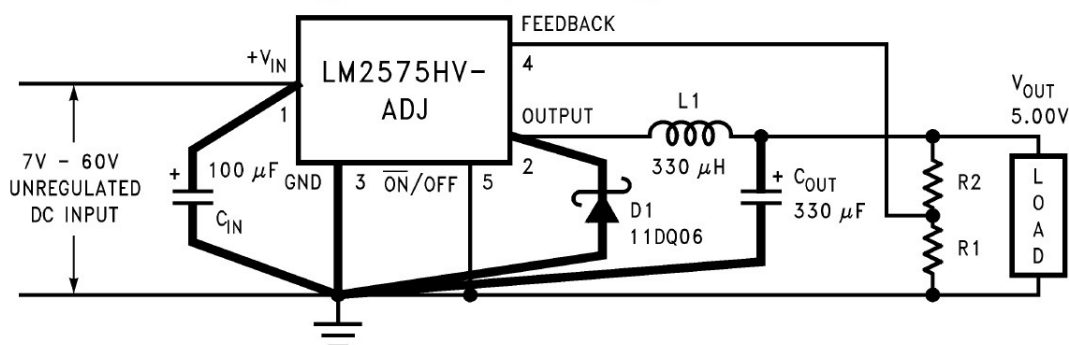 FEEDBACK
+VIN
LM2575HV-
ADJ
4
1
OUTPUT
L1
VOUT
5.00V
7V - 60V
UNREGULATED
DC INPUT
+
100 μF
CIN
GND
3
ON/OFF
5
2
330 μH
+
COUT
330 μF
D1
11DQ06
R2
R1
LOAD